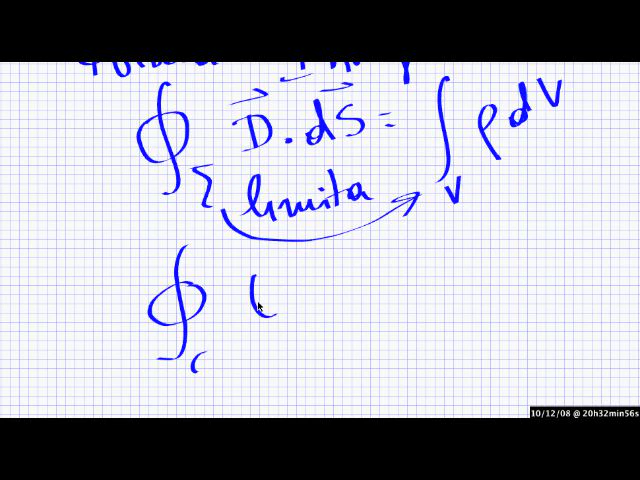 ∮_Σ D⃗ · dS⃗ = ∫_V ρ dV
limita
∮_C (
10/12/08 @ 20h32min56s